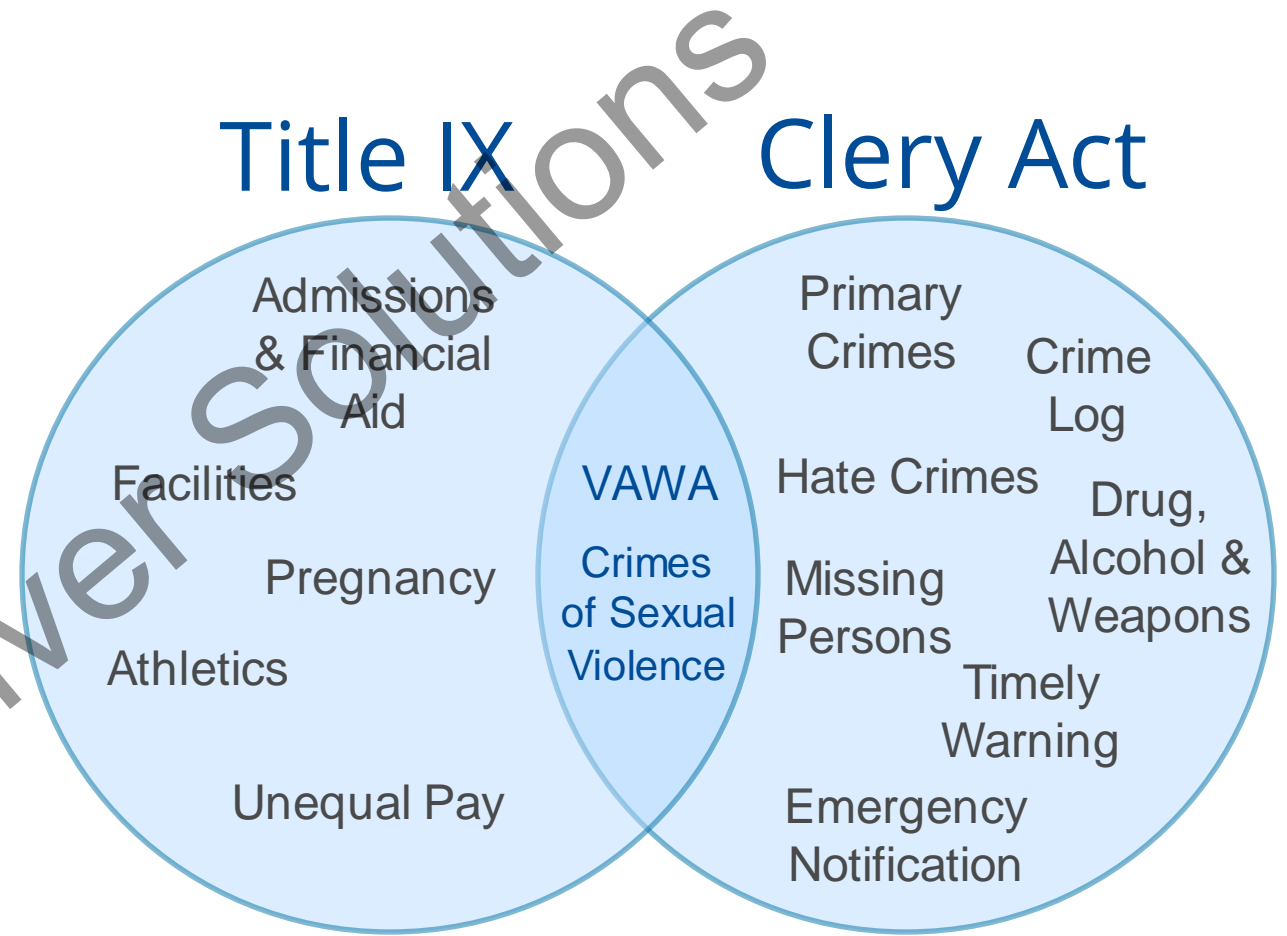 Title IX
Clery Act
Admissions
& Financial
Aid
Facilities
Pregnancy
Athletics
Unequal Pay
VAWA
Crimes
of Sexual
Violence
Primary
Crimes
Crime
Log
Hate Crimes
Drug,
Alcohol &
Weapons
Missing
Persons
Timely
Warning
Emergency
Notification
Solutions